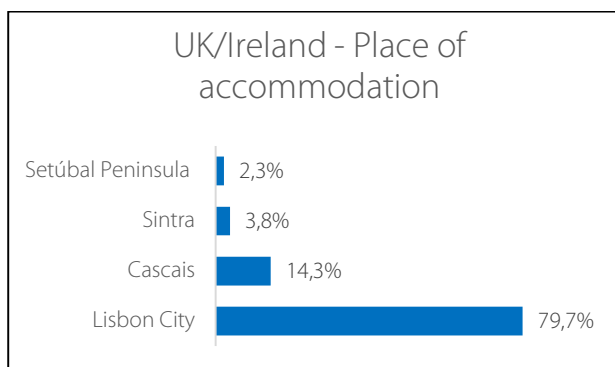 UK/Ireland - Place of
accommodation
Setúbal Peninsula 2,3%
Sintra 3,8%
Cascais 14,3%
Lisbon City 79,7%